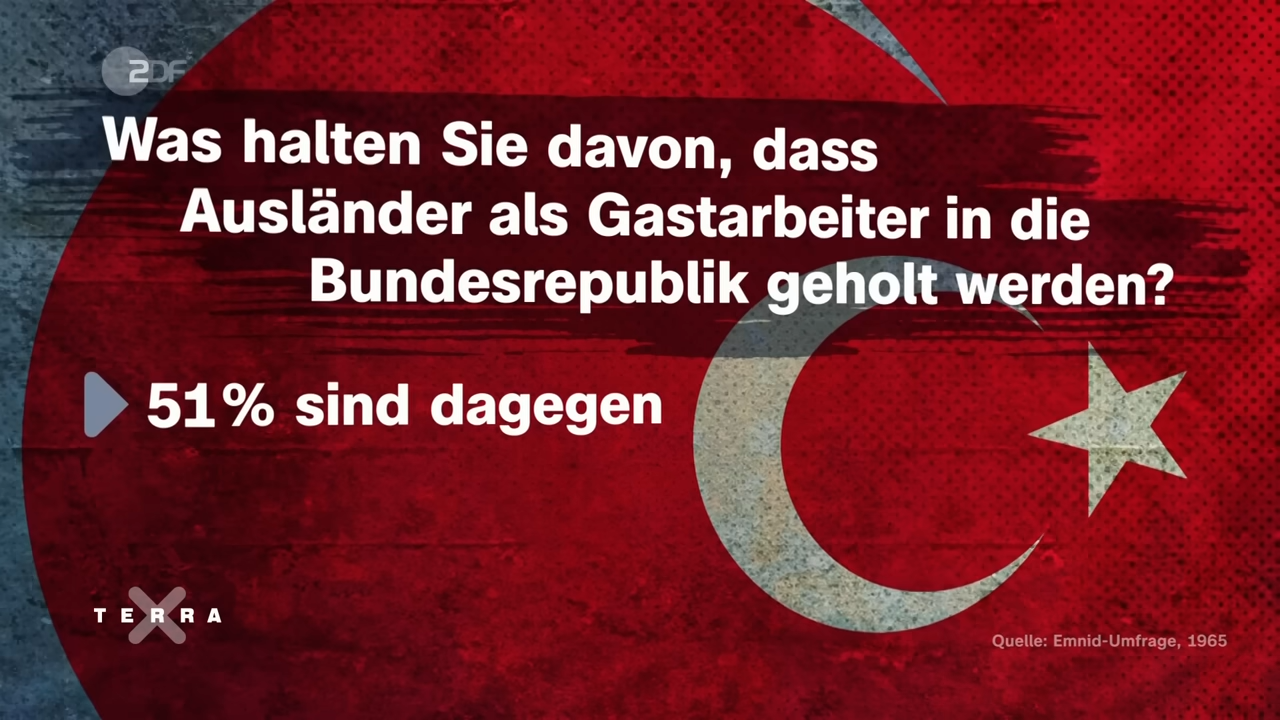 ZDF
Was halten Sie davon, dass
Ausländer als Gastarbeiter in die
Bundesrepublik geholt werden?
51% sind dagegen
TERRA X
Quelle: Emnid-Umfrage, 1965